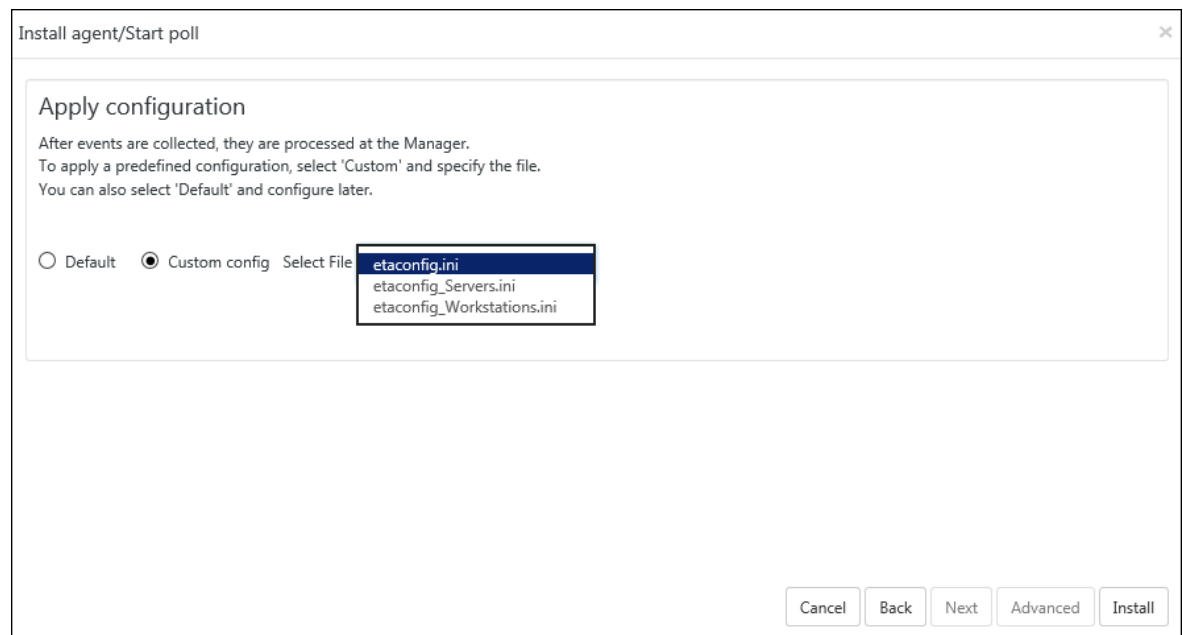 Install agent/Start poll
Apply configuration
After events are collected, they are processed at the Manager.
To apply a predefined configuration, select 'Custom' and specify the file.
You can also select 'Default' and configure later.
Default Custom config Select File etaconfig.ini
etaconfig_Servers.ini
etaconfig_Workstations.ini
Cancel Back Next Advanced Install